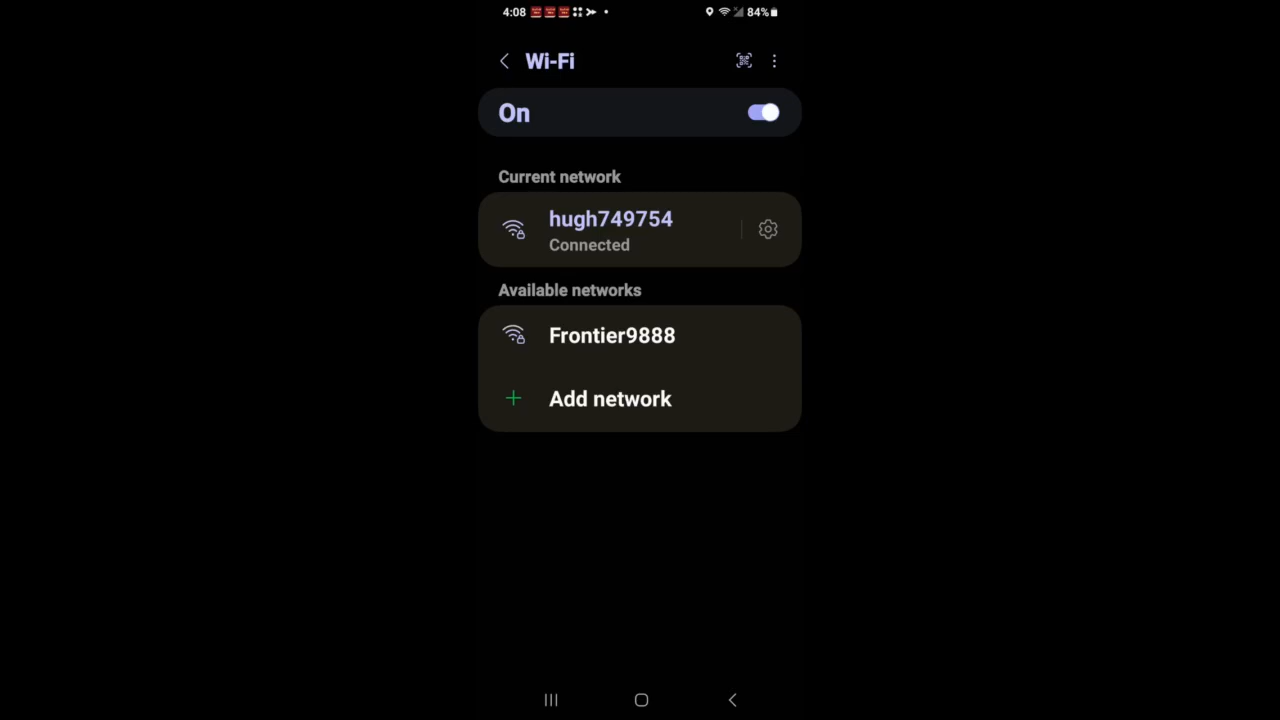 4:08 84%
Wi-Fi
On
Current network
hugh749754
Connected
Available networks
Frontier9888
Add network